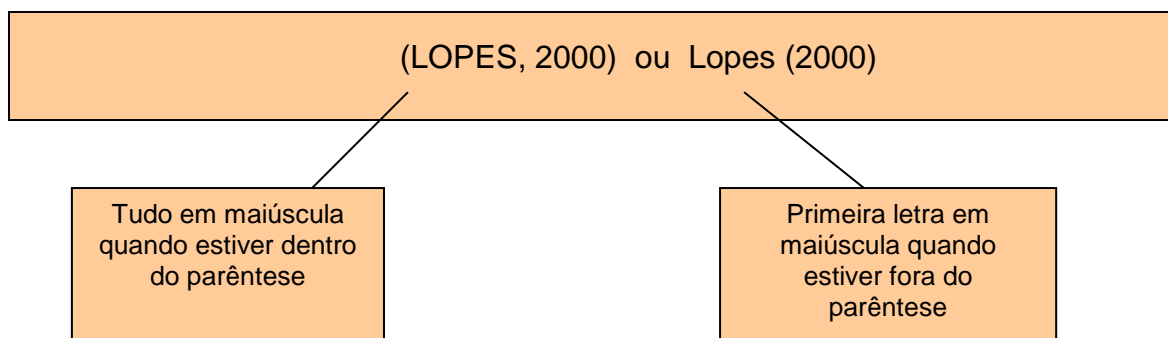 (LOPES, 2000) ou Lopes (2000)
Tudo em maiúscula
quando estiver dentro
do parêntese
Primeira letra em
maiúscula quando
estiver fora do
parêntese